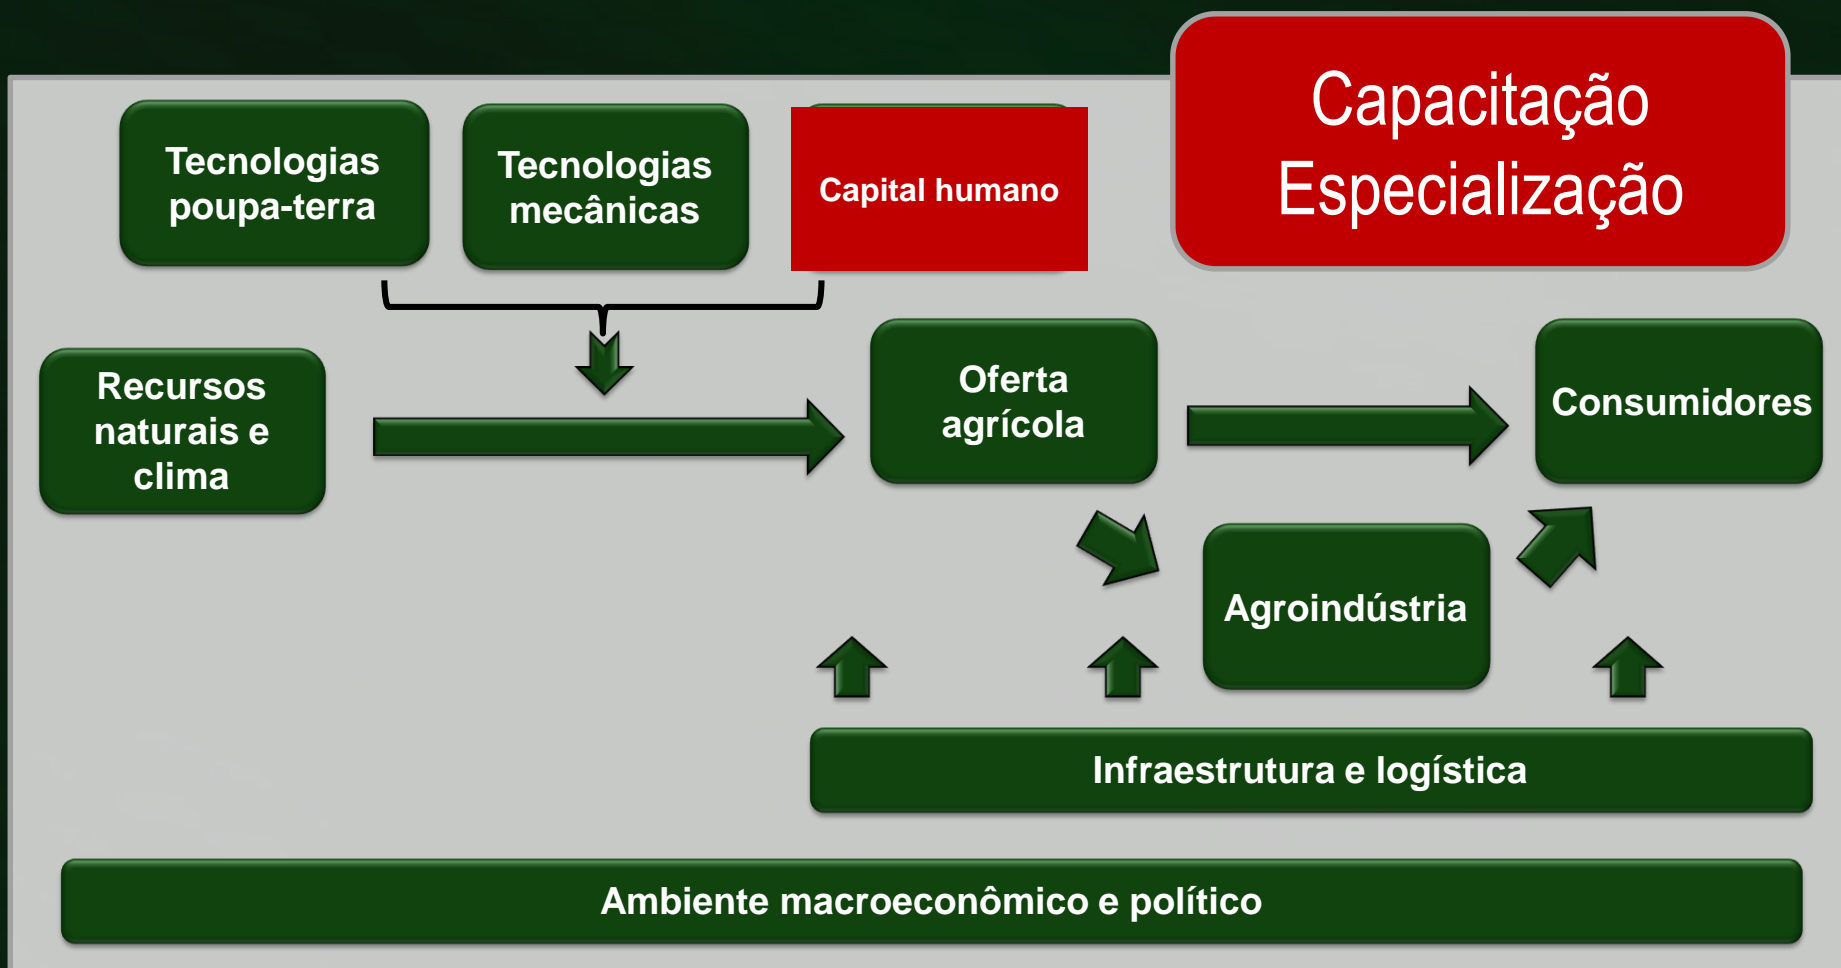 Capacitação
Especialização
Tecnologias
poupa-terra
Tecnologias
mecânicas
Capital humano
Recursos
naturais e
clima
Oferta
agrícola
Consumidores
Agroindústria
Infraestrutura e logística
Ambiente macroeconômico e político